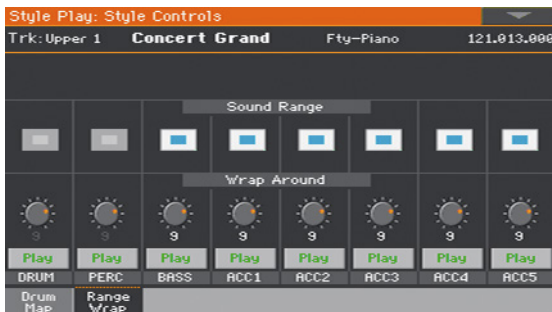 Style Play: Style Controls
Trk:Upper 1 Concert Grand Fty-Piano 121.013.000
Sound Range
Wrap Around
9 9 9 9 9 9 9 9
Play Play Play Play Play Play Play Play
DRUM PERC BASS ACC1 ACC2 ACC3 ACC4 ACC5
Drum Range
Map Wrap